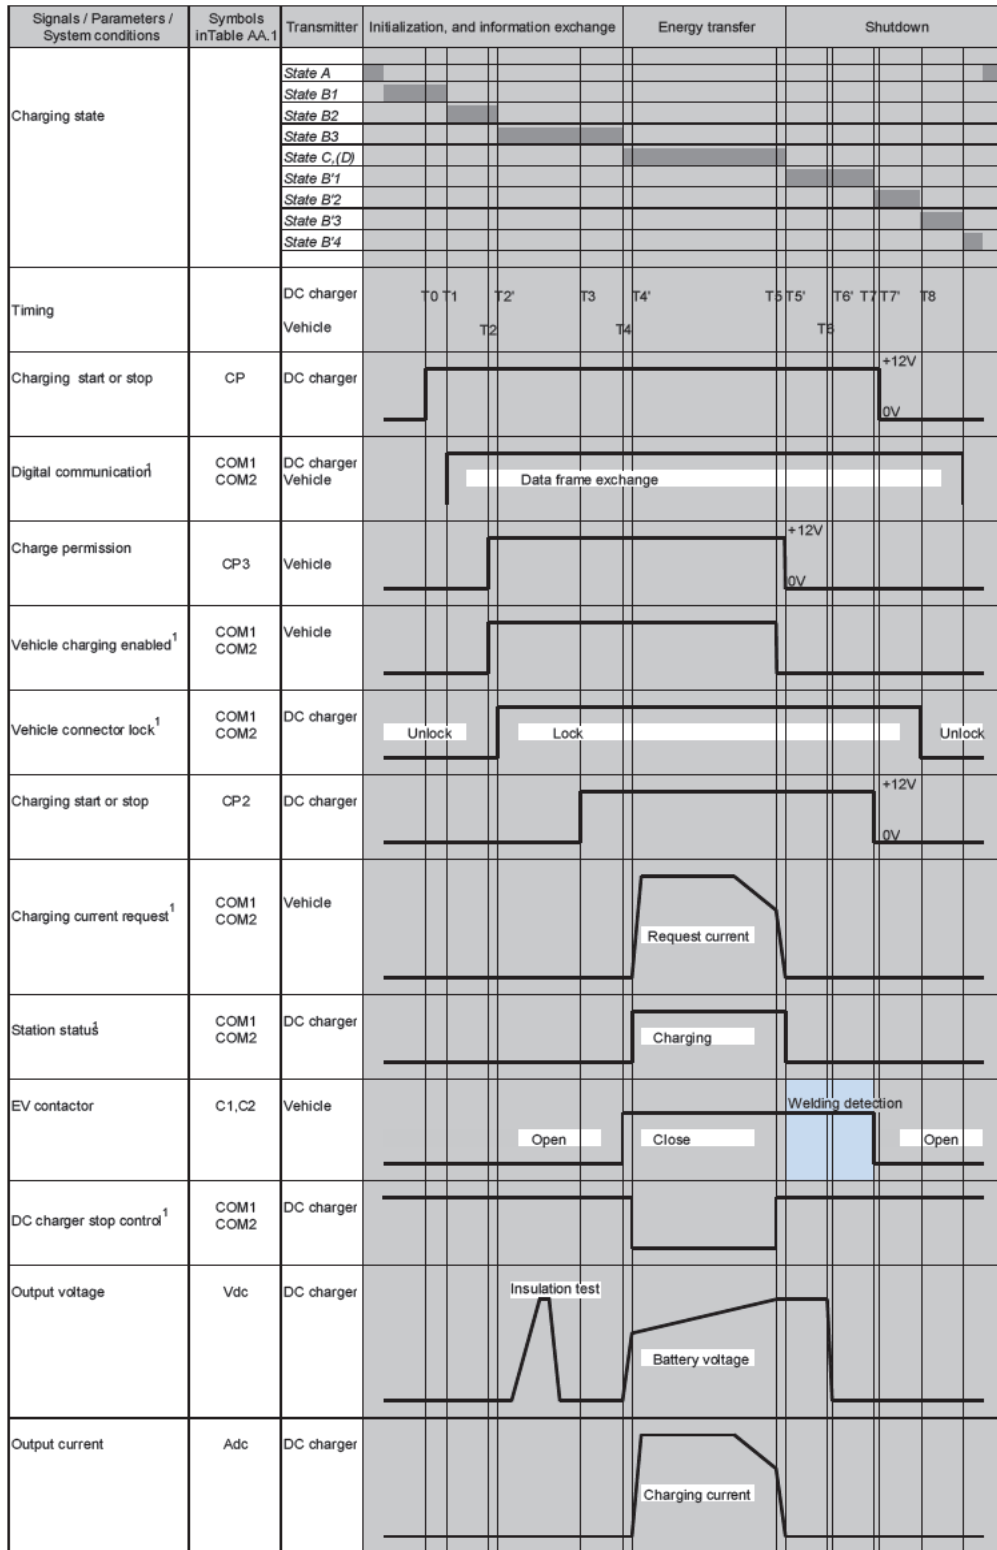 Signals / Parameters /
System conditions
Symbols
inTable AA.1
Transmitter
Initialization, and information exchange
Energy transfer
Shutdown
Charging state
State A
State B1
State B2
State B3
State C,(D)
State B'1
State B'2
State B'3
State B'4
Timing
DC charger
T0 T1 T2' T3 T4' T5 T5' T6' T7 T7' T8
Vehicle
T2 T4 T6
Charging start or stop
CP
DC charger
+12V
0V
Digital communication1
COM1
COM2
DC charger
Vehicle
Data frame exchange
Charge permission
CP3
Vehicle
+12V
0V
Vehicle charging enabled1
COM1
COM2
Vehicle
Vehicle connector lock1
COM1
COM2
DC charger
Unlock
Lock
Unlock
Charging start or stop
CP2
DC charger
+12V
0V
Charging current request1
COM1
COM2
Vehicle
Request current
Station status1
COM1
COM2
DC charger
Charging
EV contactor
C1,C2
Vehicle
Welding detection
Open
Close
Open
DC charger stop control1
COM1
COM2
DC charger
Output voltage
Vdc
DC charger
Insulation test
Battery voltage
Output current
Adc
DC charger
Charging current